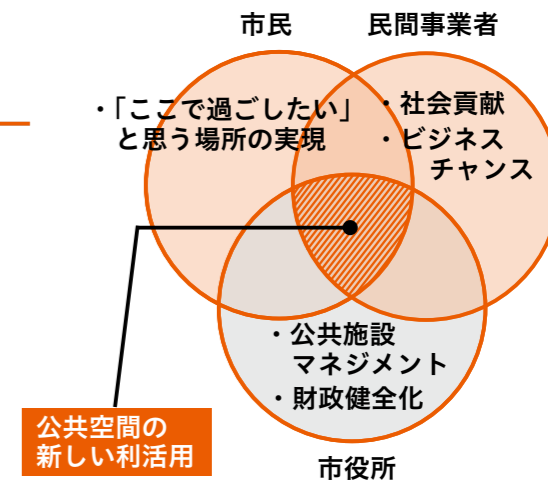 市民
民間事業者
・「ここで過ごしたい」
と思う場所の実現
・社会貢献
・ビジネス
チャンス
・公共施設
マネジメント
・財政健全化
公共空間の
新しい利活用
市役所